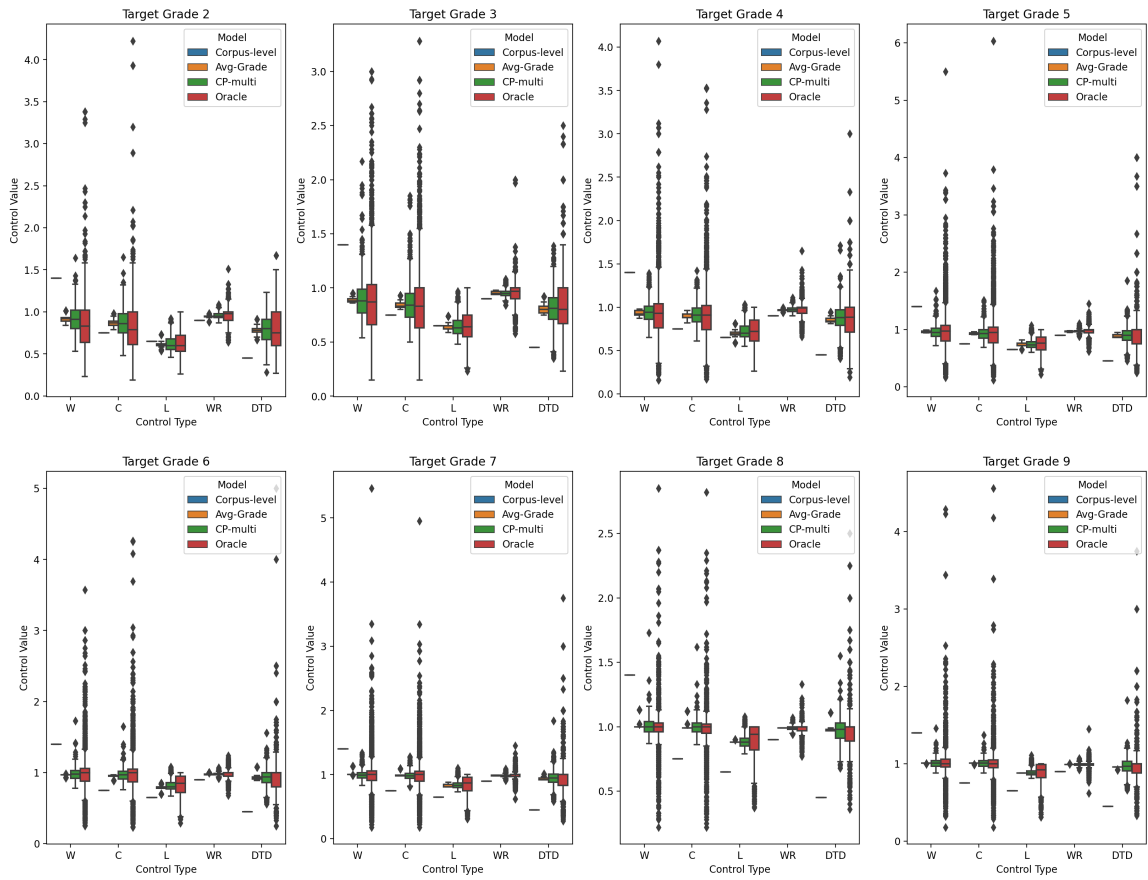 Target Grade 2
Control Value
4.0
3.5
3.0
2.5
2.0
1.5
1.0
0.5
0.0
Model
Corpus-level
Avg-Grade
CP-multi
Oracle
W C L WR DTD
Control Type
Target Grade 3
Control Value
3.0
2.5
2.0
1.5
1.0
0.5
0.0
Model
Corpus-level
Avg-Grade
CP-multi
Oracle
W C L WR DTD
Control Type
Target Grade 4
Control Value
4.0
3.5
3.0
2.5
2.0
1.5
1.0
0.5
0.0
Model
Corpus-level
Avg-Grade
CP-multi
Oracle
W C L WR DTD
Control Type
Target Grade 5
Control Value
6
5
4
3
2
1
0
Model
Corpus-level
Avg-Grade
CP-multi
Oracle
W C L WR DTD
Control Type
Target Grade 6
Control Value
5
4
3
2
1
0
Model
Corpus-level
Avg-Grade
CP-multi
Oracle
W C L WR DTD
Control Type
Target Grade 7
Control Value
5
4
3
2
1
0
Model
Corpus-level
Avg-Grade
CP-multi
Oracle
W C L WR DTD
Control Type
Target Grade 8
Control Value
2.5
2.0
1.5
1.0
0.5
Model
Corpus-level
Avg-Grade
CP-multi
Oracle
W C L WR DTD
Control Type
Target Grade 9
Control Value
4
3
2
1
0
Model
Corpus-level
Avg-Grade
CP-multi
Oracle
W C L WR DTD
Control Type